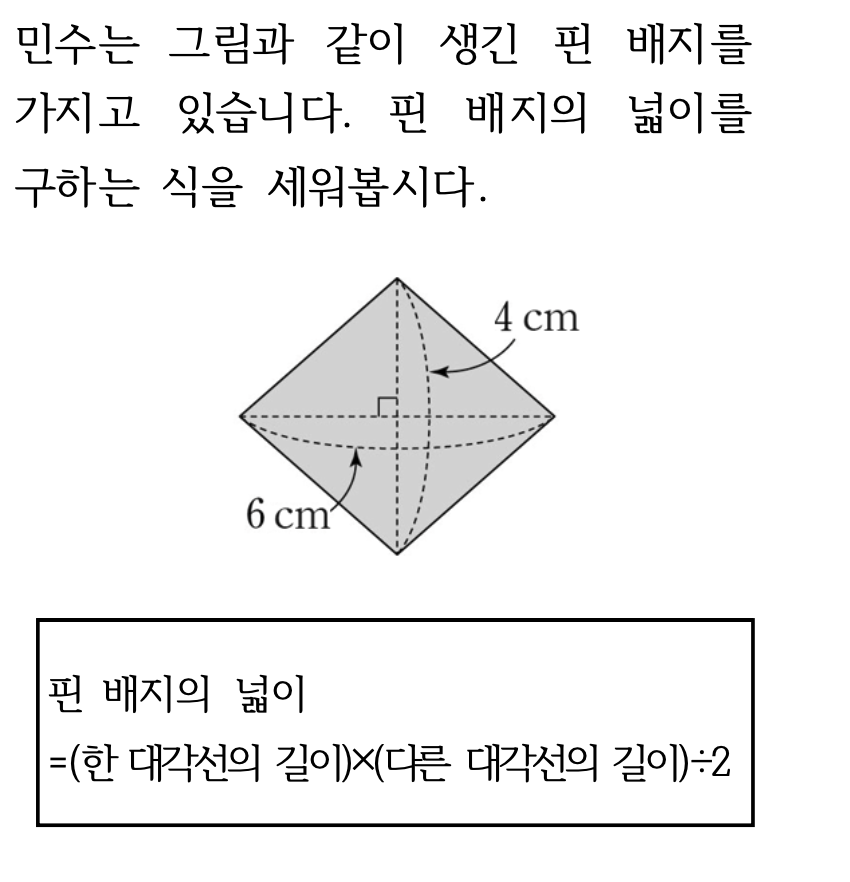 민수는 그림과 같이 생긴 핀 배지를
가지고 있습니다. 핀 배지의 넓이를
구하는 식을 세워봅시다.
4 cm
6 cm
핀 배지의 넓이
=(한 대각선의 길이)×(다른 대각선의 길이)÷2